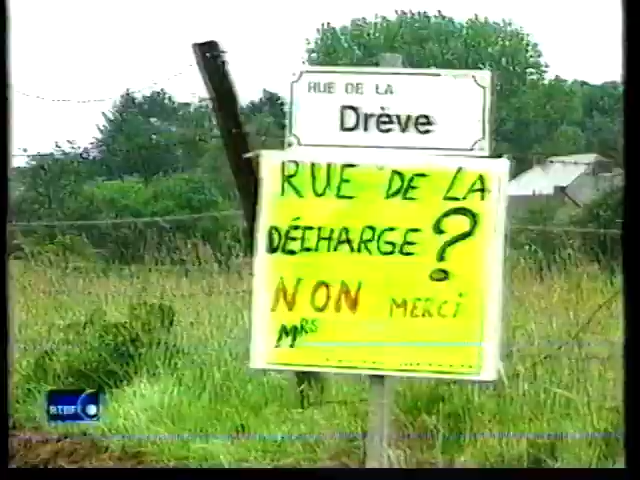 RUE DE LA
Drève
RUE DE LA
DÉCHARGE ?
NON MERCI
MRS
RTBF